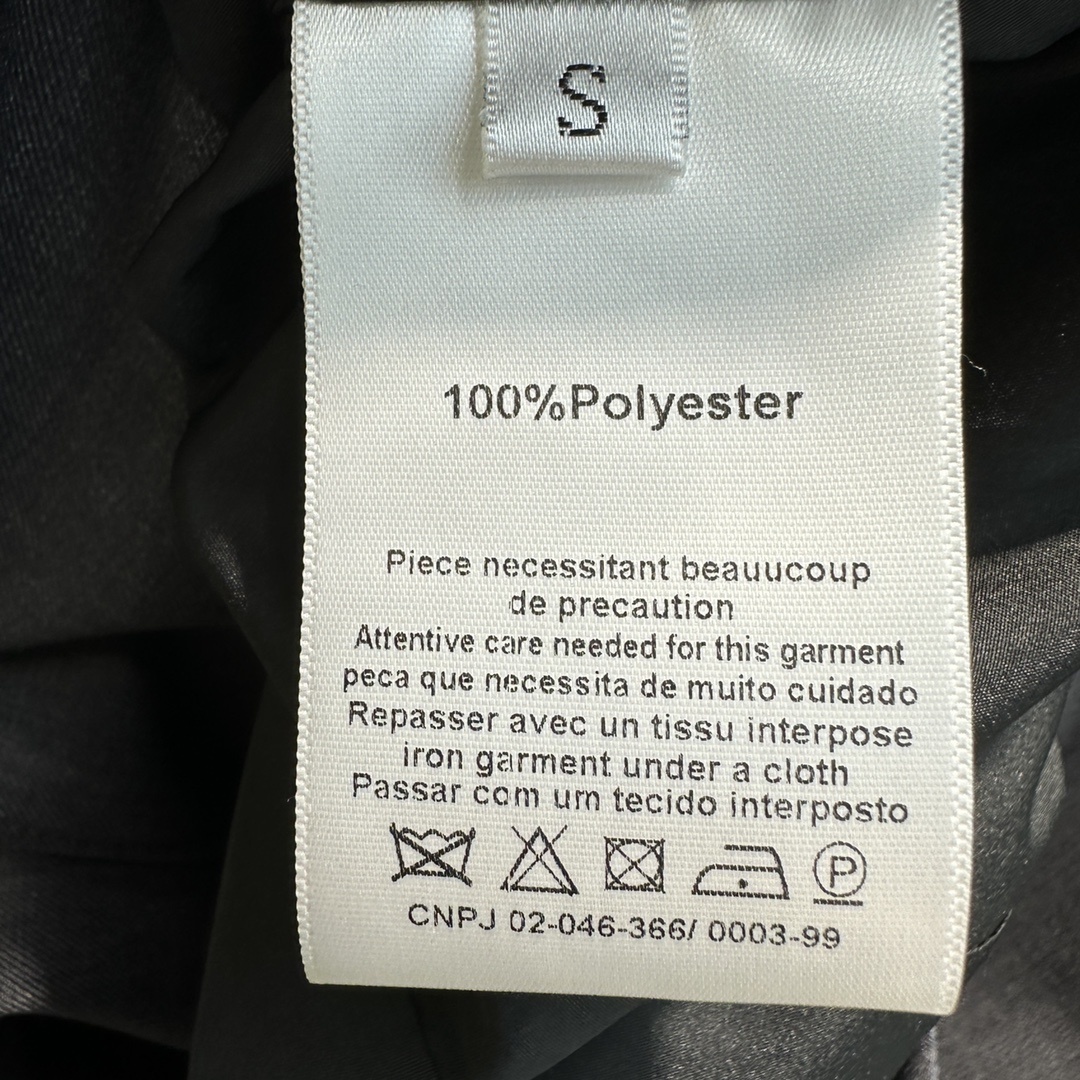 S
100%Polyester
Piece necessitant beauucoup
de precaution
Attentive care needed for this garment
peca que necessita de muito cuidado
Repasser avec un tissu interpose
iron garment under a cloth
Passar com um tecido interposto
P
CNPJ 02-046-366/ 0003-99